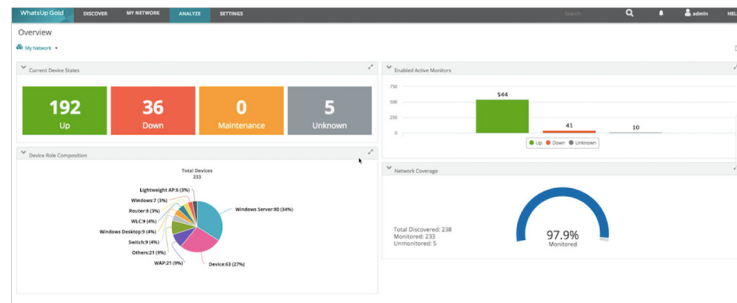 WhatsUp Gold DISCOVER MY NETWORK ANALYZE SETTINGS Search admin HEL
Overview
My Network
Current Device States
192 Up
36 Down
0 Maintenance
5 Unknown
Enabled Active Monitors
750
500
250
0
544
41
10
Up Down Unknown
Device Role Composition
Total Devices
233
Lightweight AP:6 (3%)
Windows:7 (3%)
Router:8 (3%)
WLC:9 (4%)
Windows Desktop:9 (4%)
Switch:9 (4%)
Others:21 (9%)
WAP:21 (9%)
Device:63 (27%)
Windows Server:80 (34%)
Network Coverage
Total Discovered: 238
Monitored: 233
Unmonitored: 5
97.9%
Monitored